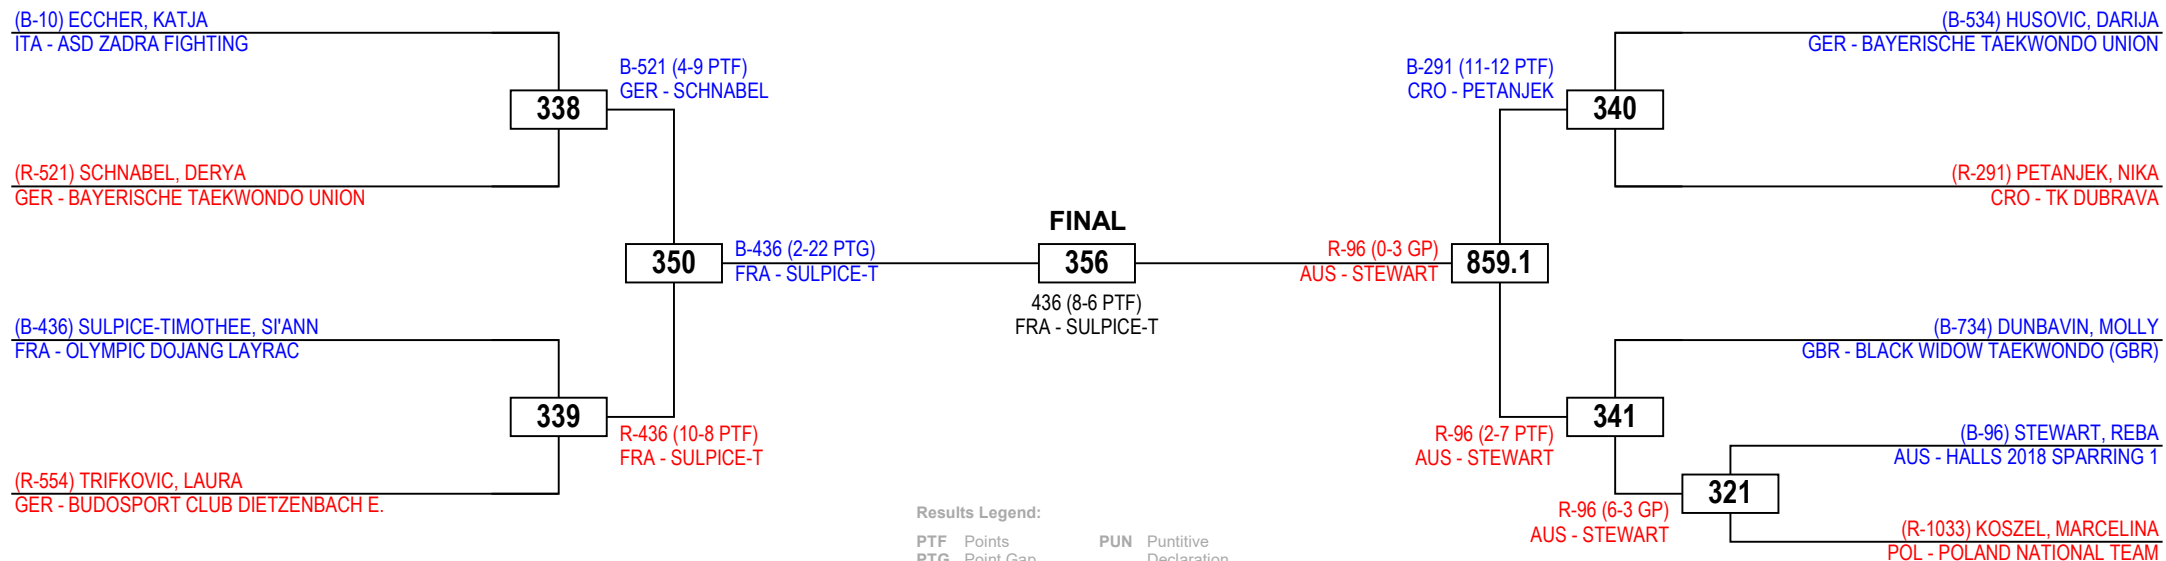 (B-10) ECCHER, KATJA
ITA - ASD ZADRA FIGHTING
338
B-521 (4-9 PTF)
GER - SCHNABEL
(R-521) SCHNABEL, DERYA
GER - BAYERISCHE TAEKWONDO UNION
350
B-436 (2-22 PTG)
FRA - SULPICE-T
(B-436) SULPICE-TIMOTHEE, SI'ANN
FRA - OLYMPIC DOJANG LAYRAC
339
R-436 (10-8 PTF)
FRA - SULPICE-T
(R-554) TRIFKOVIC, LAURA
GER - BUDOSPORT CLUB DIETZENBACH E.
FINAL
356
436 (8-6 PTF)
FRA - SULPICE-T
(B-534) HUSOVIC, DARIJA
GER - BAYERISCHE TAEKWONDO UNION
B-291 (11-12 PTF)
CRO - PETANJEK
340
(R-291) PETANJEK, NIKA
CRO - TK DUBRAVA
R-96 (0-3 GP)
AUS - STEWART
859.1
(B-734) DUNBAVIN, MOLLY
GBR - BLACK WIDOW TAEKWONDO (GBR)
341
R-96 (2-7 PTF)
AUS - STEWART
(B-96) STEWART, REBA
AUS - HALLS 2018 SPARRING 1
321
R-96 (6-3 GP)
AUS - STEWART
(R-1033) KOSZEL, MARCELINA
POL - POLAND NATIONAL TEAM
Results Legend:
PTF Points PUN Puntitive
PTG Point Gap Declaration